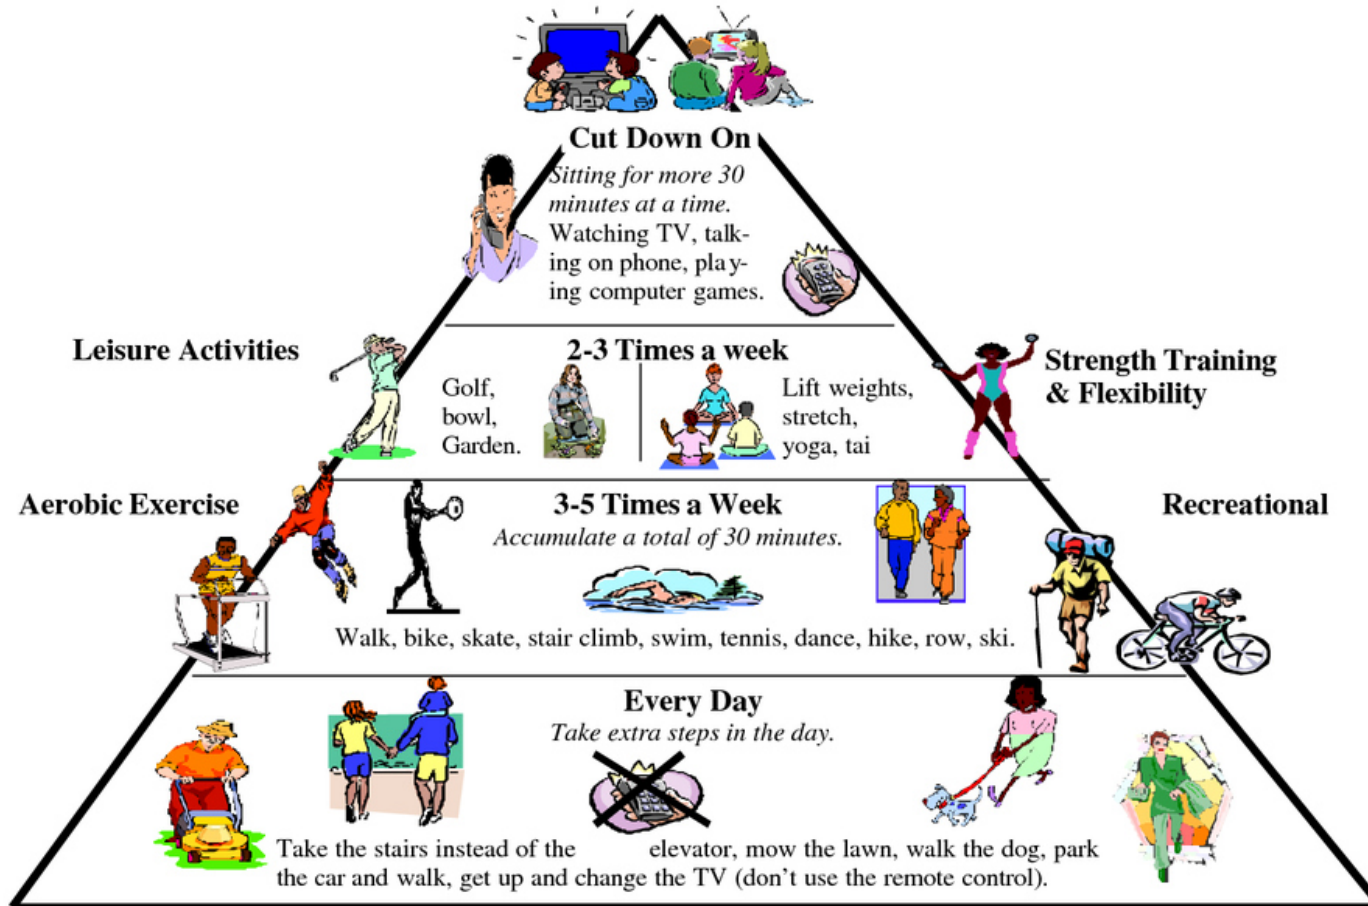 Cut Down On
Sitting for more 30
minutes at a time.
Watching TV, talk-
ing on phone, play-
ing computer games.
Leisure Activities
2-3 Times a week
Strength Training
& Flexibility
Golf,
bowl,
Garden.
Lift weights,
stretch,
yoga, tai
Aerobic Exercise
3-5 Times a Week
Recreational
Accumulate a total of 30 minutes.
Walk, bike, skate, stair climb, swim, tennis, dance, hike, row, ski.
Every Day
Take extra steps in the day.
Take the stairs instead of the elevator, mow the lawn, walk the dog, park
the car and walk, get up and change the TV (don't use the remote control).